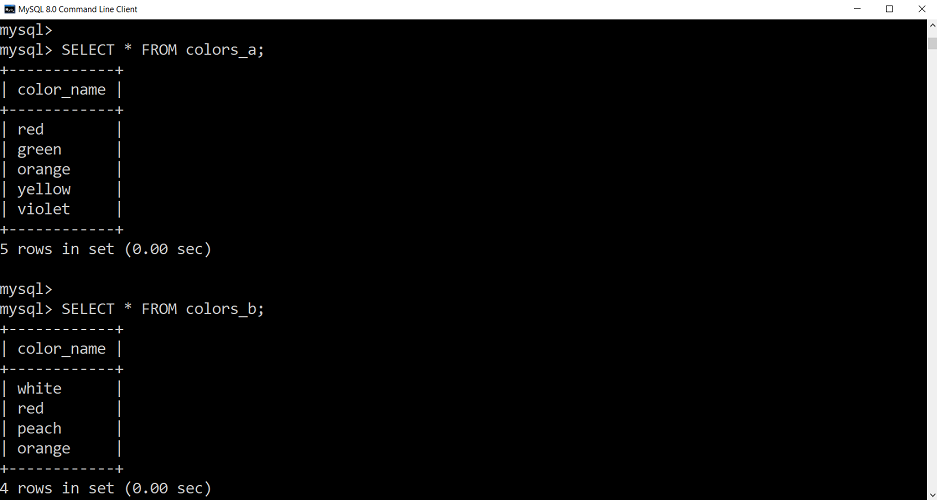 MySQL 8.0 Command Line Client
mysql>
mysql> SELECT * FROM colors_a;
+------------+
| color_name |
+------------+
| red        |
| green      |
| orange     |
| yellow     |
| violet     |
+------------+
5 rows in set (0.00 sec)

mysql>
mysql> SELECT * FROM colors_b;
+------------+
| color_name |
+------------+
| white      |
| red        |
| peach      |
| orange     |
+------------+
4 rows in set (0.00 sec)